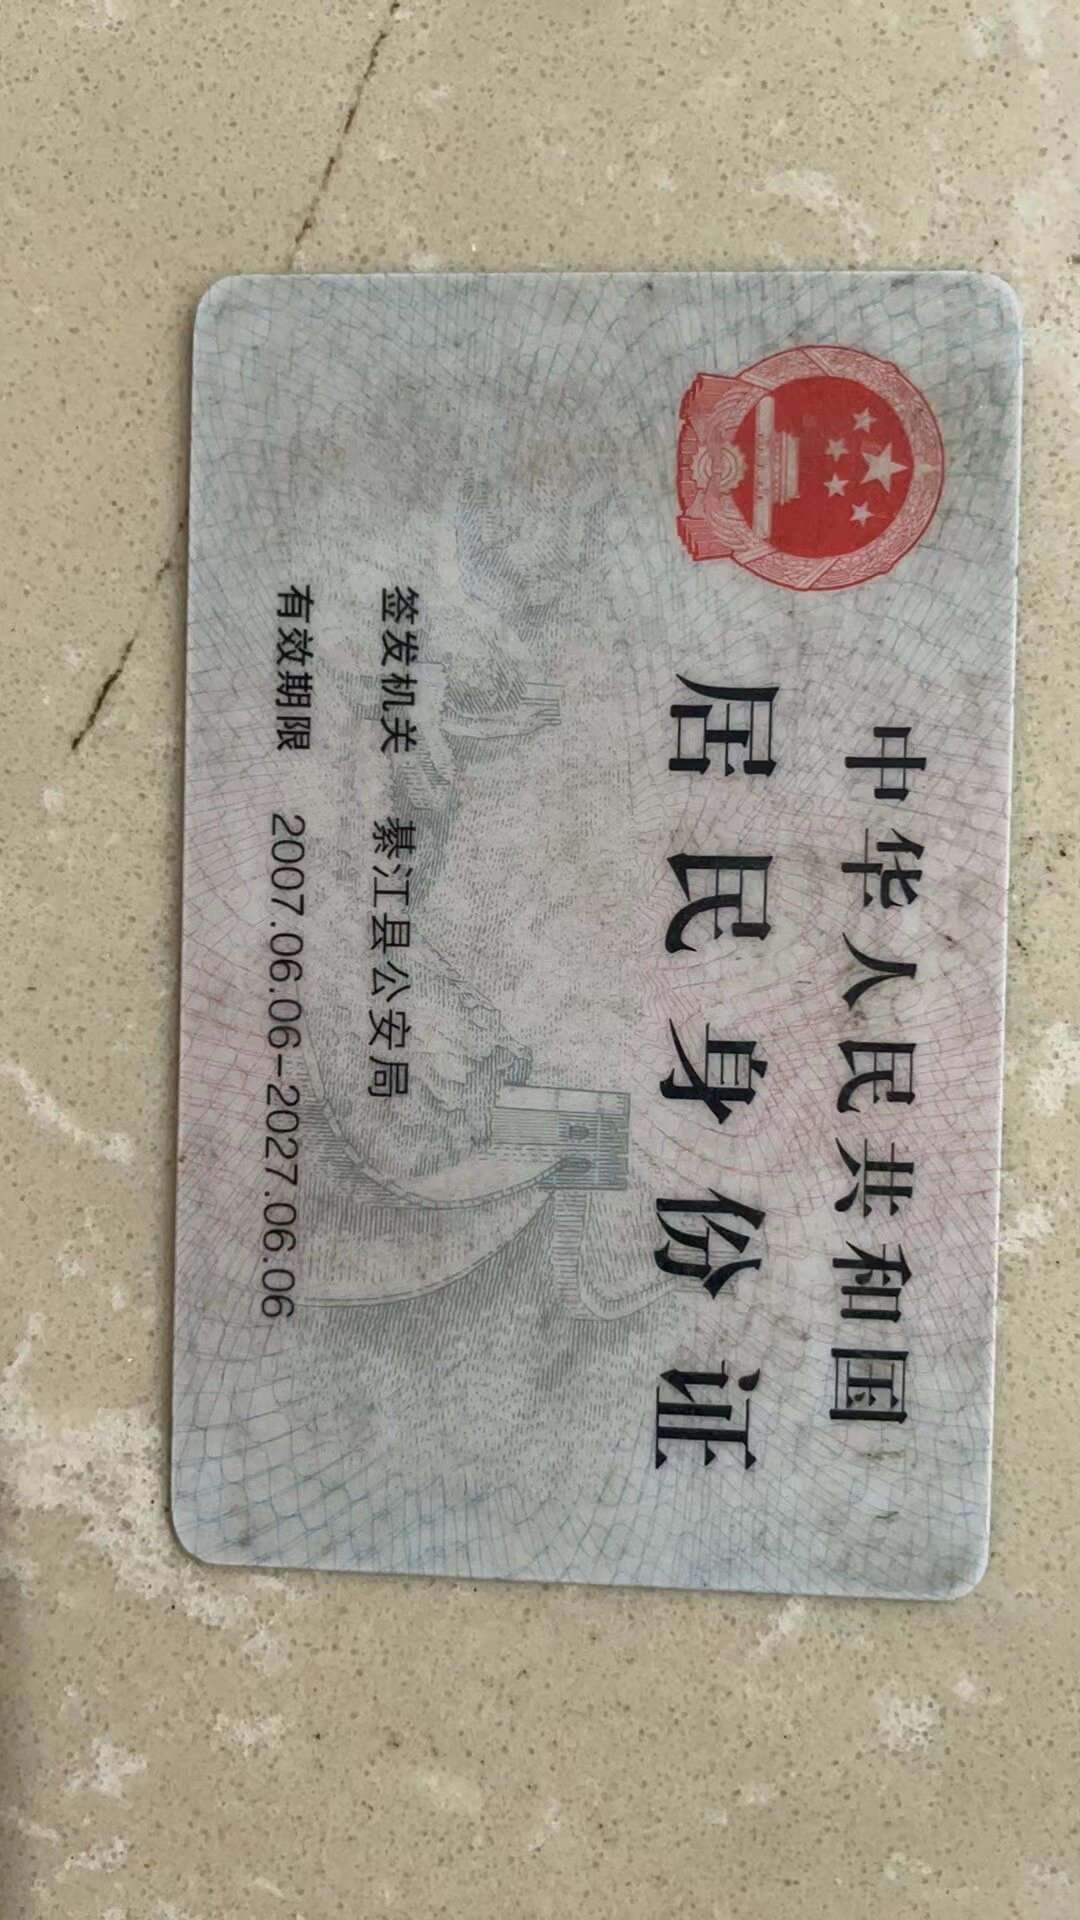 中华人民共和国
居民身份证
签发机关 綦江县公安局
有效期限 2007.06.06-2027.06.06